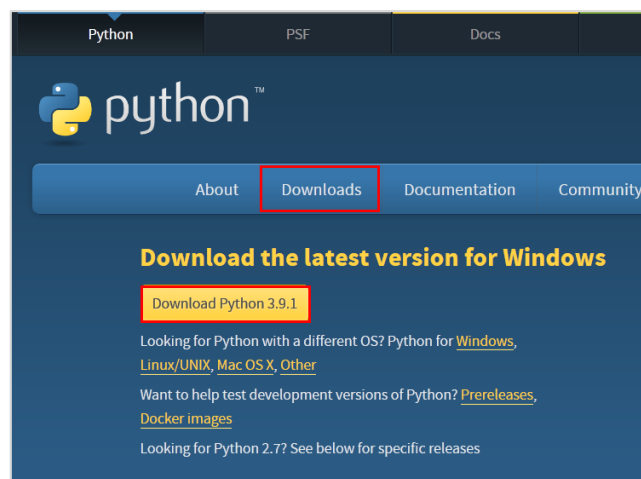 Python PSF Docs
python™
About Downloads Documentation Community
Download the latest version for Windows
Download Python 3.9.1
Looking for Python with a different OS? Python for Windows,
Linux/UNIX, Mac OS X, Other
Want to help test development versions of Python? Prereleases,
Docker images
Looking for Python 2.7? See below for specific releases